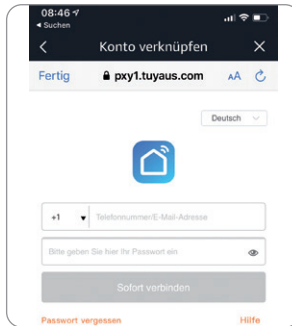 08:46
Suchen
Konto verknüpfen
Fertig pxy1.tuyaus.com AA
Deutsch
+1 Telefonnummer/E-Mail-Adresse
Bitte geben Sie hier Ihr Passwort ein
Sofort verbinden
Passwort vergessen Hilfe